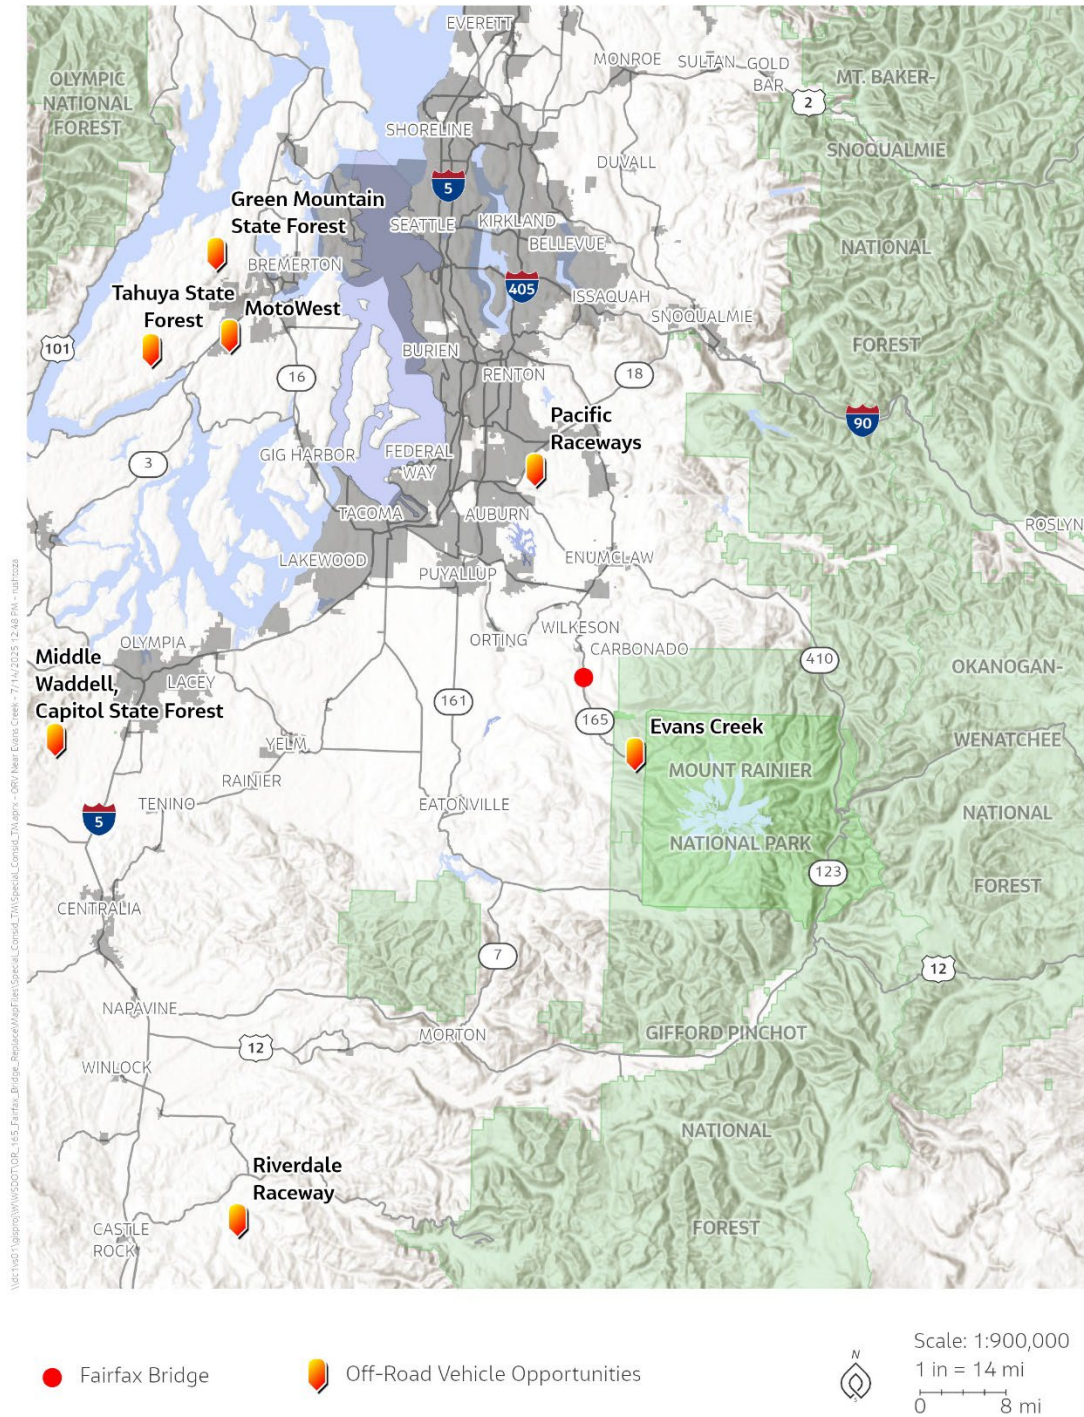 EVERETT
MONROE
SULTAN
GOLD
BAR
MT. BAKER-
OLYMPIC
NATIONAL
FOREST
2
SHORELINE
SNOQUALMIE
DUVALL
5
Green Mountain
State Forest
SEATTLE
KIRKLAND
BELLEVUE
NATIONAL
BREMERTON
405
ISSAQUAH
Tahuya State
Forest
MotoWest
SNOQUALMIE
101
BURIEN
FOREST
RENTON
16
18
Pacific
Raceways
90
3
GIG HARBOR
FEDERAL
WAY
TACOMA
AUBURN
ROSLYN
LAKEWOOD
PUYALLUP
ENUMCLAW
OLYMPIA
ORTING
WILKESON
CARBONADO
410
OKANOGAN-
Middle
Waddell,
Capitol State Forest
LACEY
161
165
Evans Creek
YELM
WENATCHEE
MOUNT RAINIER
RAINIER
TENINO
EATONVILLE
5
NATIONAL
NATIONAL PARK
123
FOREST
CENTRALIA
7
12
NAPAVINE
MORTON
GIFFORD PINCHOT
12
WINLOCK
NATIONAL
Riverdale
Raceway
CASTLE
ROCK
FOREST
Fairfax Bridge
Off-Road Vehicle Opportunities
N
S
Scale: 1:900,000
1 in = 14 mi
0 8 mi